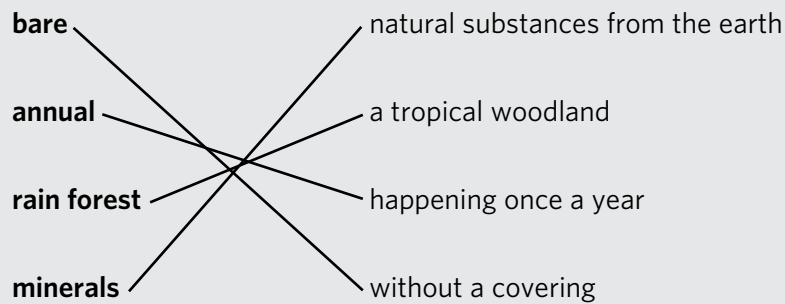 bare natural substances from the earth
annual a tropical woodland
rain forest happening once a year
minerals without a covering